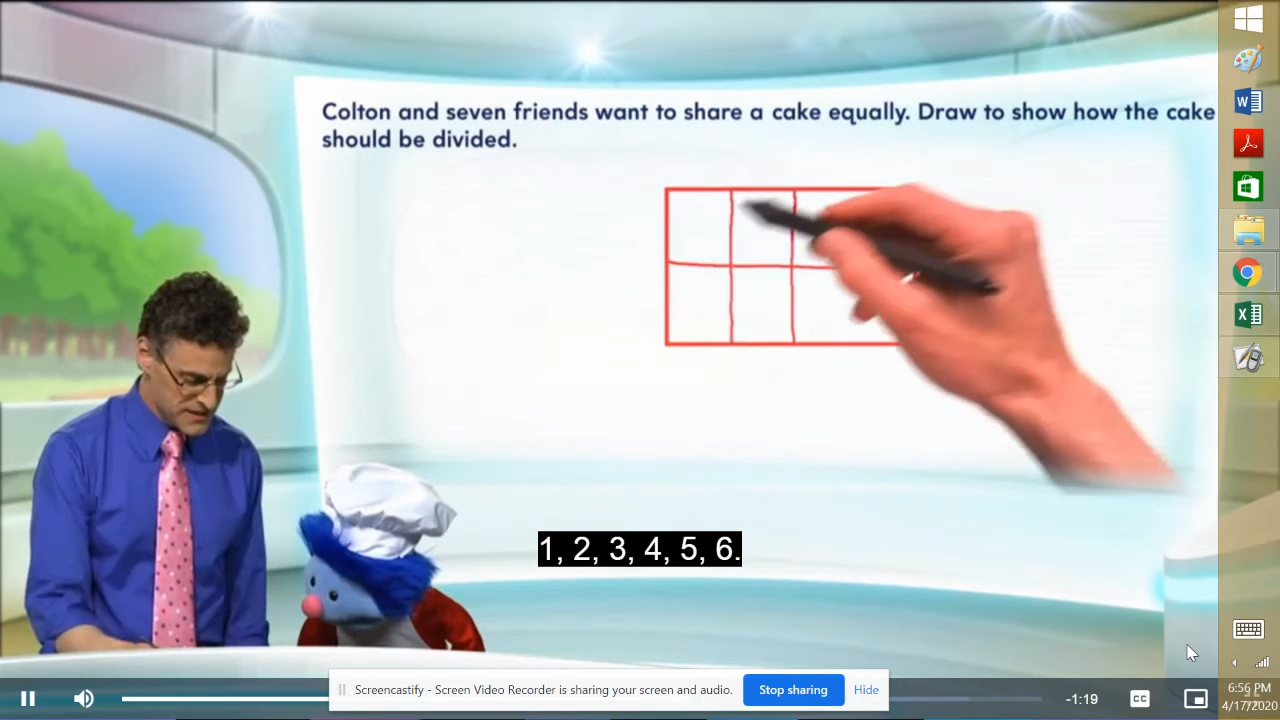 Colton and seven friends want to share a cake equally. Draw to show how the cake
should be divided.
1, 2, 3, 4, 5, 6.
Screencastify - Screen Video Recorder is sharing your screen and audio.
Stop sharing
Hide
-1:19
CC
6:56 PM
4/17/2020